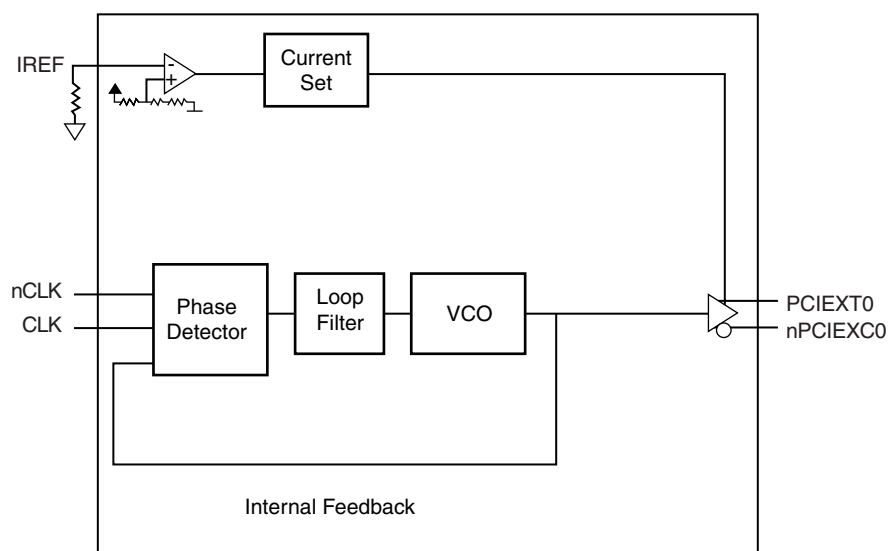 IREF
-
+
Current
Set
nCLK
CLK
Phase
Detector
Loop
Filter
VCO
PCIEXT0
nPCIEXC0
Internal Feedback